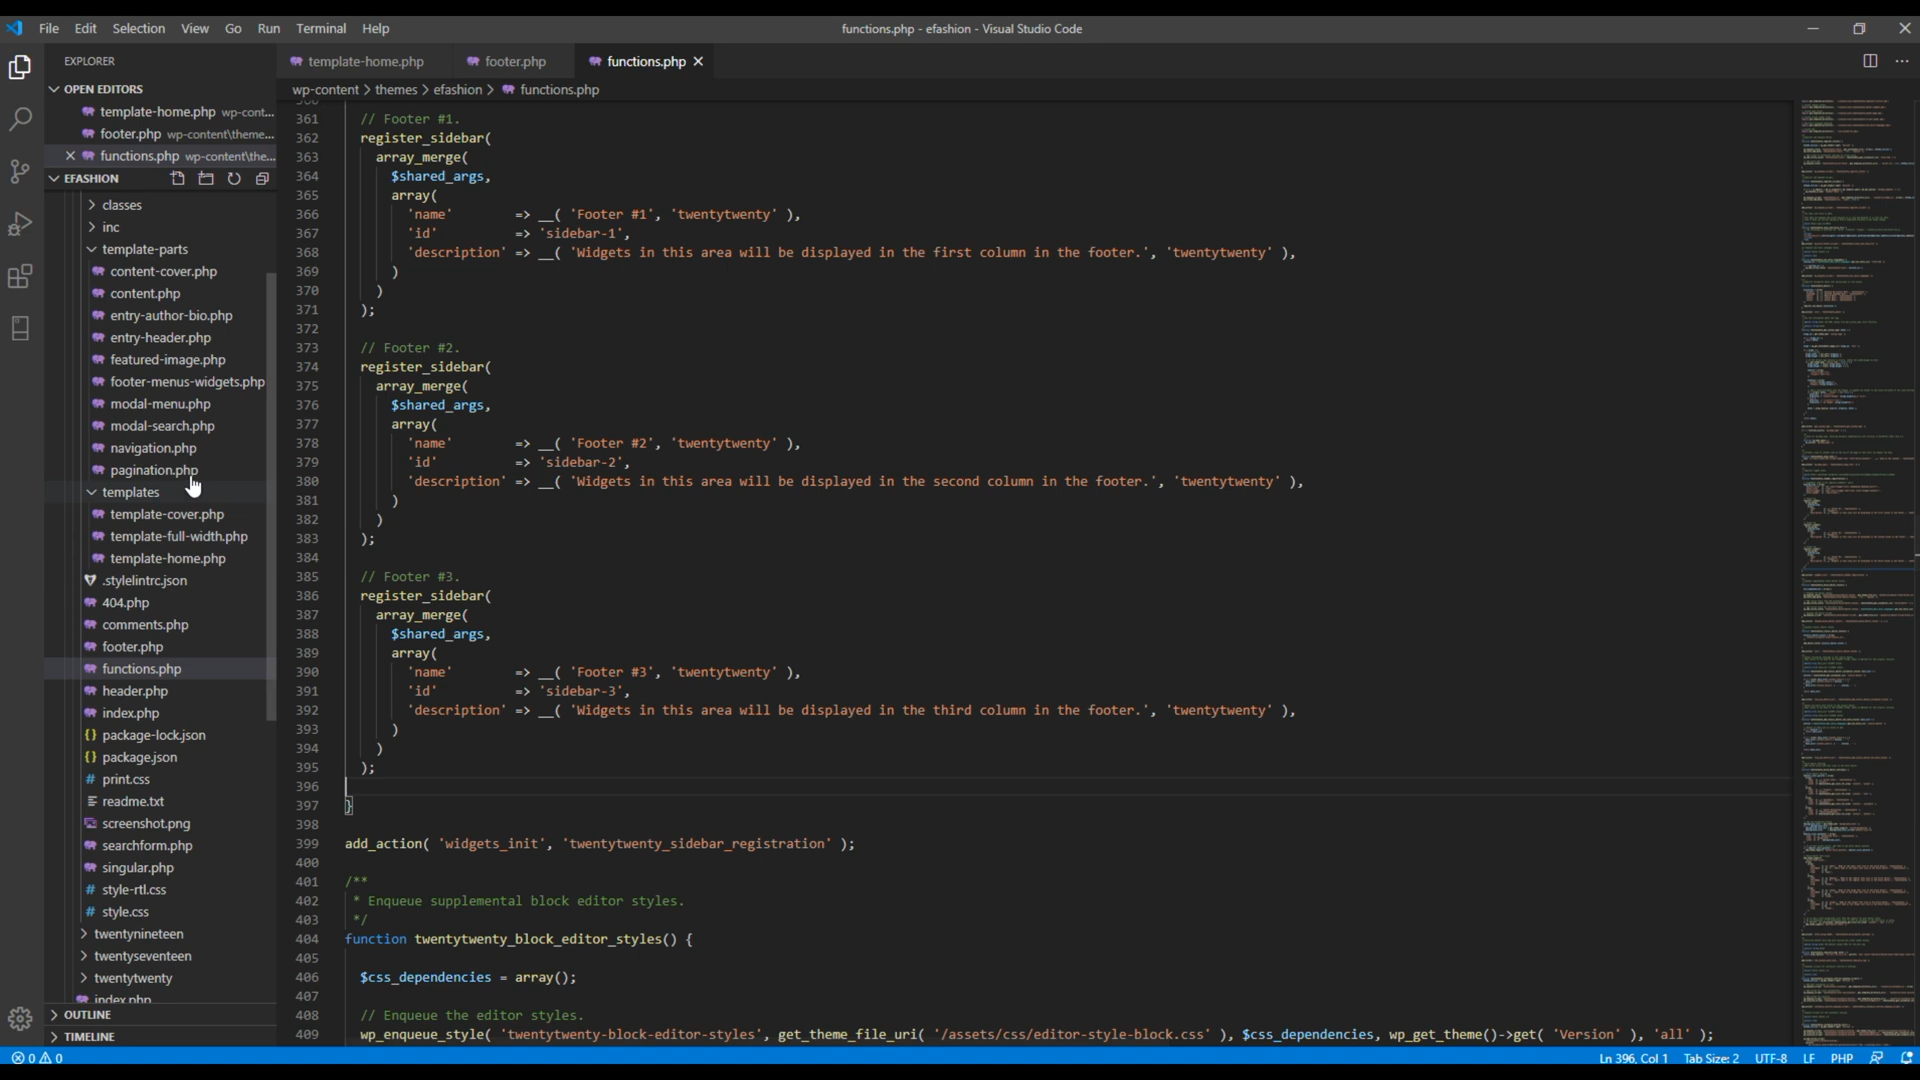 File Edit Selection View Go Run Terminal Help
functions.php - efashion - Visual Studio Code
EXPLORER
template-home.php
footer.php
functions.php
OPEN EDITORS
template-home.php wp-cont...
footer.php wp-content\theme...
functions.php wp-content\the...
EFASHION
classes
inc
template-parts
content-cover.php
content.php
entry-author-bio.php
entry-header.php
featured-image.php
footer-menus-widgets.php
modal-menu.php
modal-search.php
navigation.php
pagination.php
templates
template-cover.php
template-full-width.php
template-home.php
.stylelintrc.json
404.php
comments.php
footer.php
functions.php
header.php
index.php
package-lock.json
package.json
print.css
readme.txt
screenshot.png
searchform.php
singular.php
style-rtl.css
style.css
twentynineteen
twentyseventeen
twentytwenty
index.php
OUTLINE
TIMELINE
wp-content > themes > efashion > functions.php
360
361 // Footer #1.
362 register_sidebar(
363 array_merge(
364 $shared_args,
365 array(
366 'name' => __( 'Footer #1', 'twentytwenty' ),
367 'id' => 'sidebar-1',
368 'description' => __( 'Widgets in this area will be displayed in the first column in the footer.', 'twentytwenty' ),
369 )
370 )
371 );
372
373 // Footer #2.
374 register_sidebar(
375 array_merge(
376 $shared_args,
377 array(
378 'name' => __( 'Footer #2', 'twentytwenty' ),
379 'id' => 'sidebar-2',
380 'description' => __( 'Widgets in this area will be displayed in the second column in the footer.', 'twentytwenty' ),
381 )
382 )
383 );
384
385 // Footer #3.
386 register_sidebar(
387 array_merge(
388 $shared_args,
389 array(
390 'name' => __( 'Footer #3', 'twentytwenty' ),
391 'id' => 'sidebar-3',
392 'description' => __( 'Widgets in this area will be displayed in the third column in the footer.', 'twentytwenty' ),
393 )
394 )
395 );
396
397 }
398
399 add_action( 'widgets_init', 'twentytwenty_sidebar_registration' );
400
401 /**
402 * Enqueue supplemental block editor styles.
403 */
404 function twentytwenty_block_editor_styles() {
405
406 $css_dependencies = array();
407
408 // Enqueue the editor styles.
409 wp_enqueue_style( 'twentytwenty-block-editor-styles', get_theme_file_uri( '/assets/css/editor-style-block.css' ), $css_dependencies, wp_get_theme()->get( 'Version' ), 'all' );
0 0
Ln 396, Col 1 Tab Size: 2 UTF-8 LF PHP